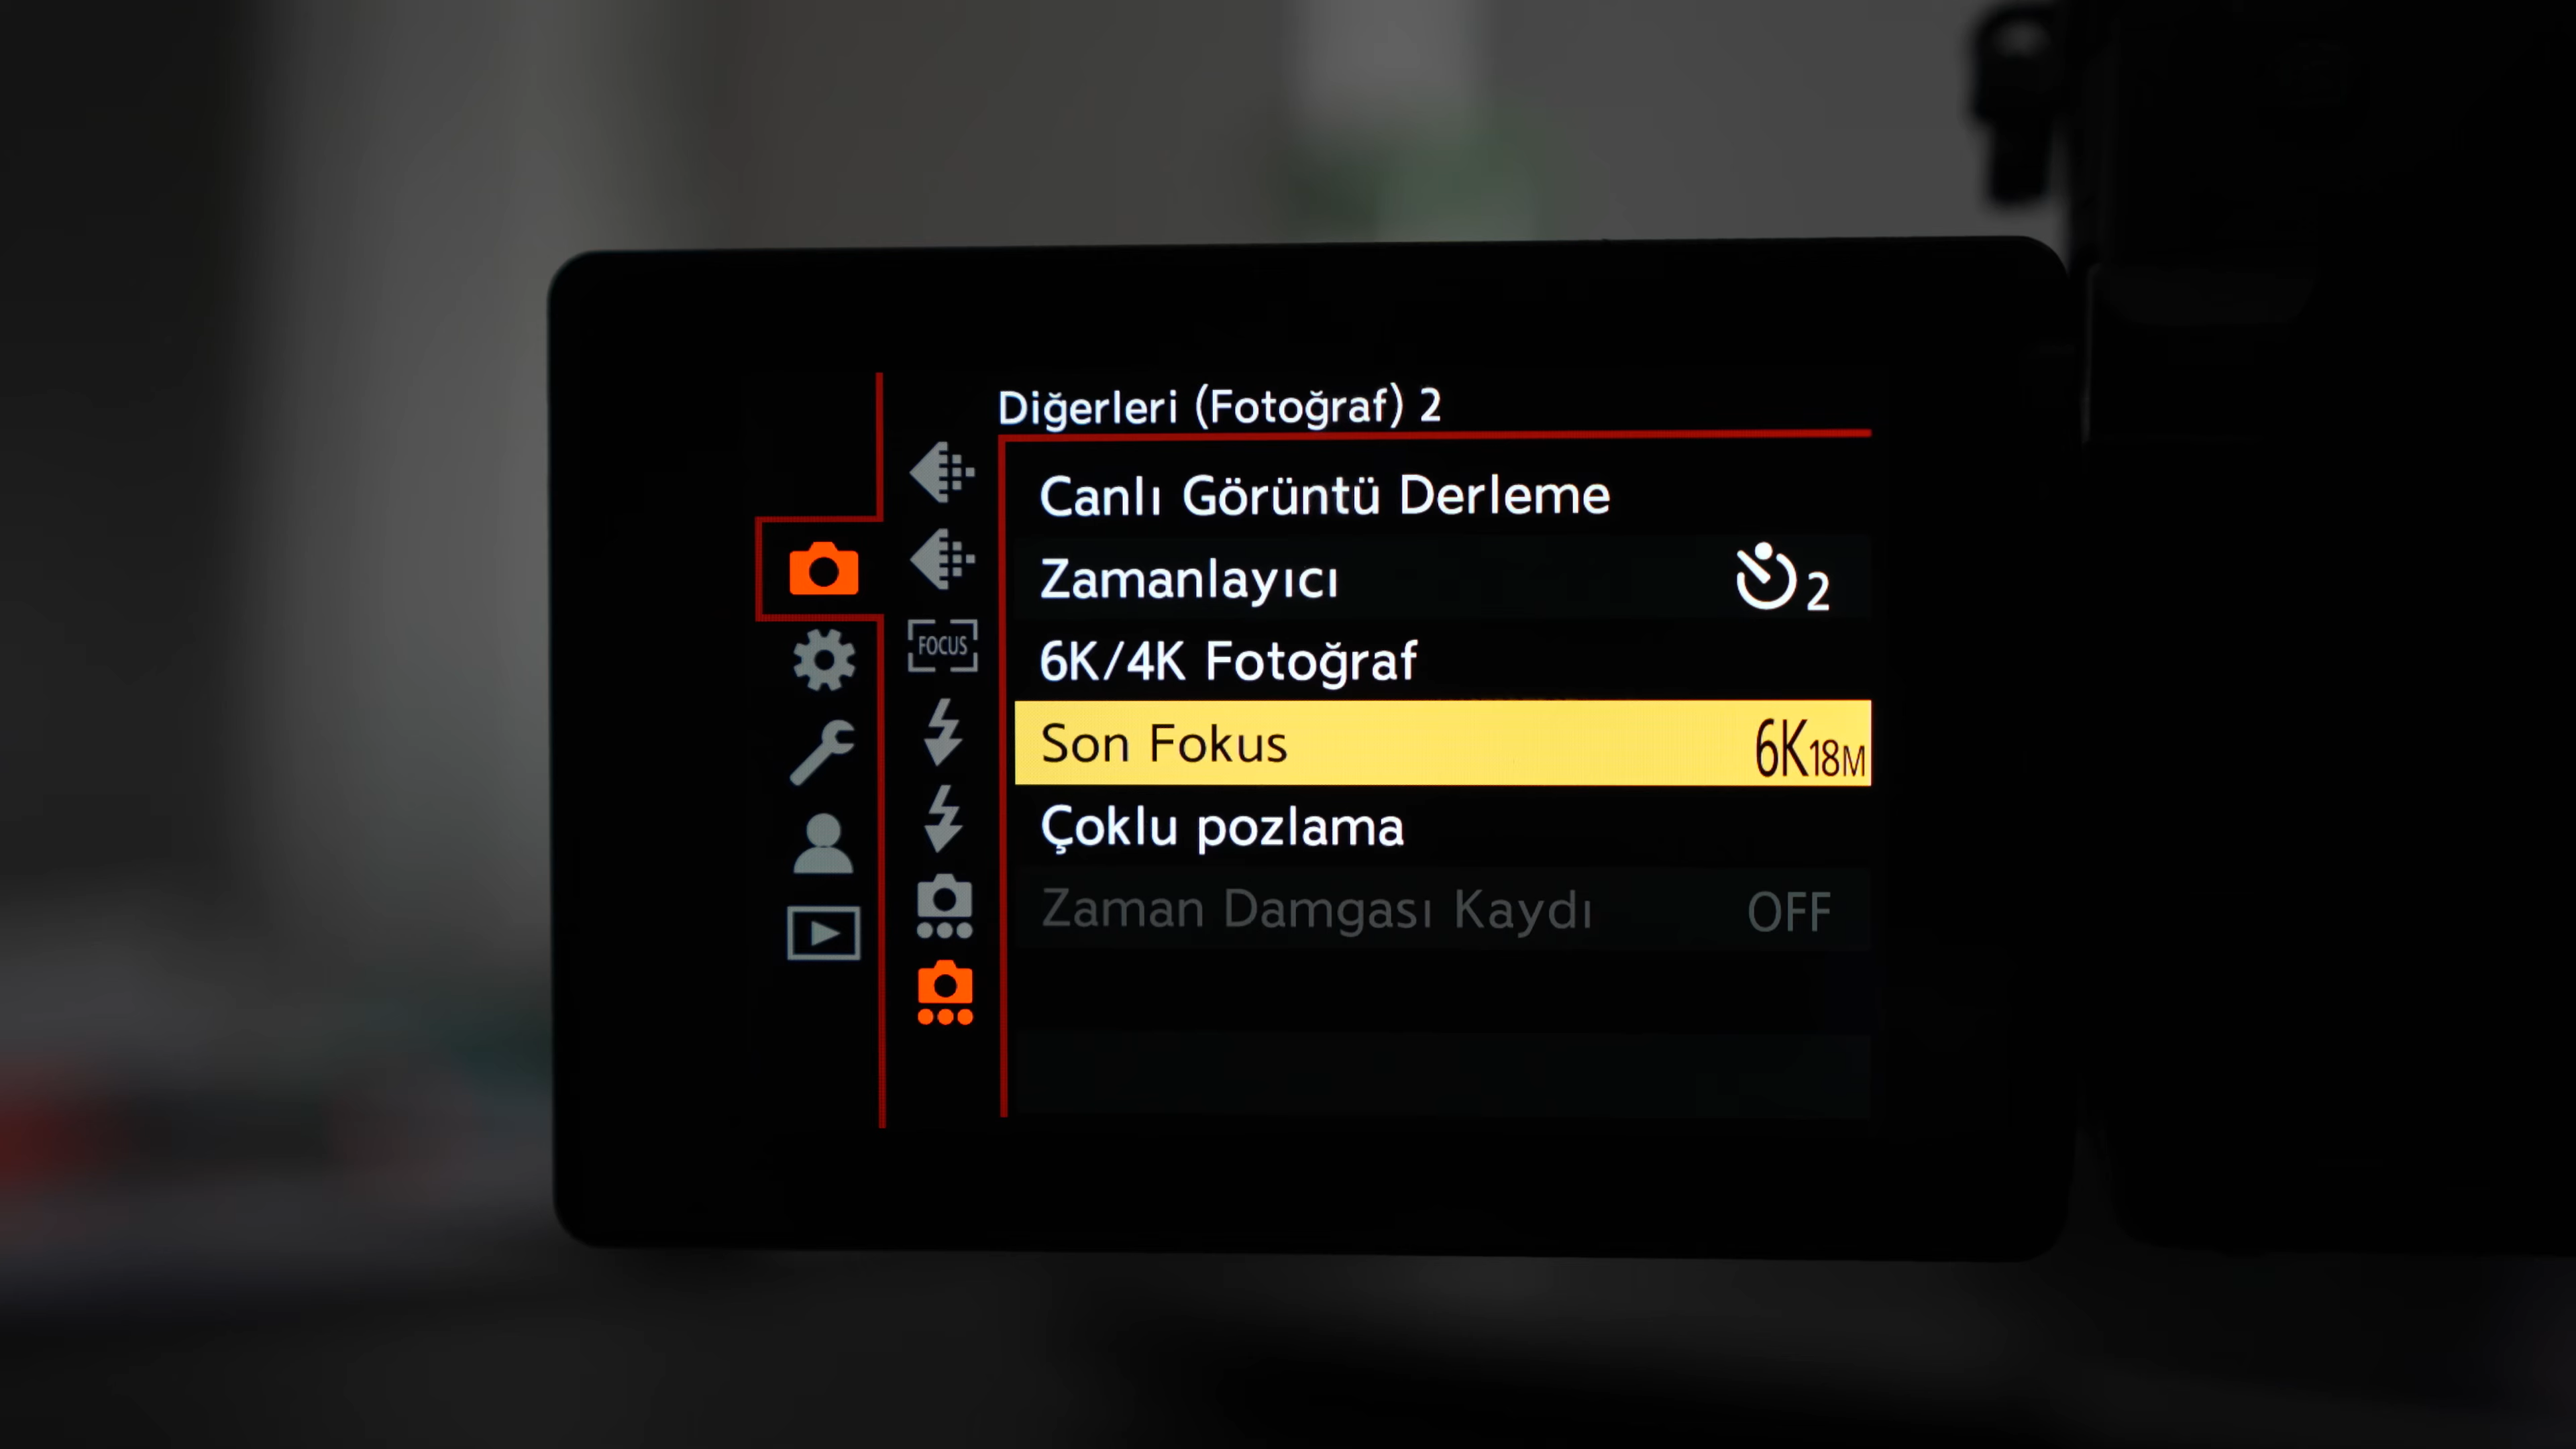 Diğerleri (Fotoğraf) 2
Canlı Görüntü Derleme
Zamanlayıcı 2
FOCUS
6K/4K Fotoğraf
Son Fokus 6K18M
Çoklu pozlama
Zaman Damgası Kaydı OFF